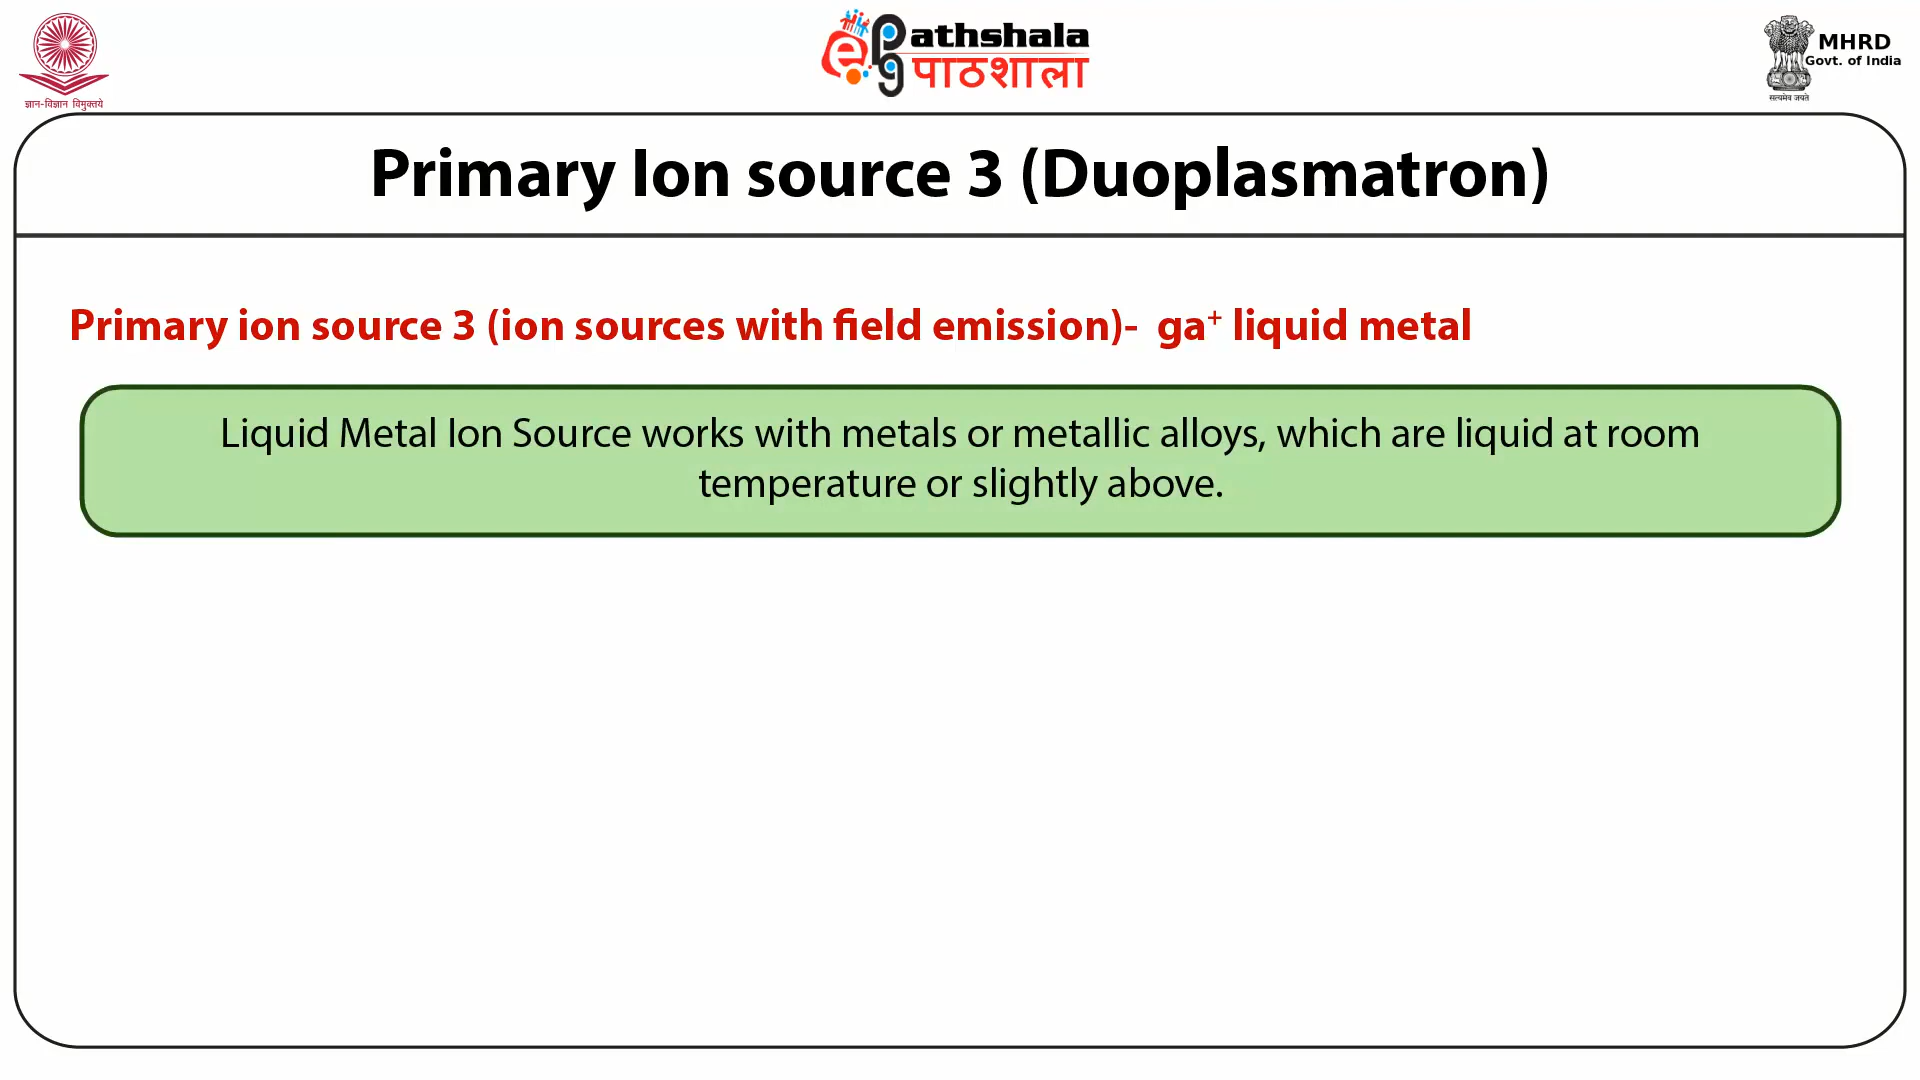 ज्ञान-विज्ञान विमुक्तये
ePathshala
पाठशाला
MHRD
Govt. of India
सत्यमेव जयते
Primary Ion source 3 (Duoplasmatron)
Primary ion source 3 (ion sources with field emission)- ga⁺ liquid metal
Liquid Metal Ion Source works with metals or metallic alloys, which are liquid at room
temperature or slightly above.